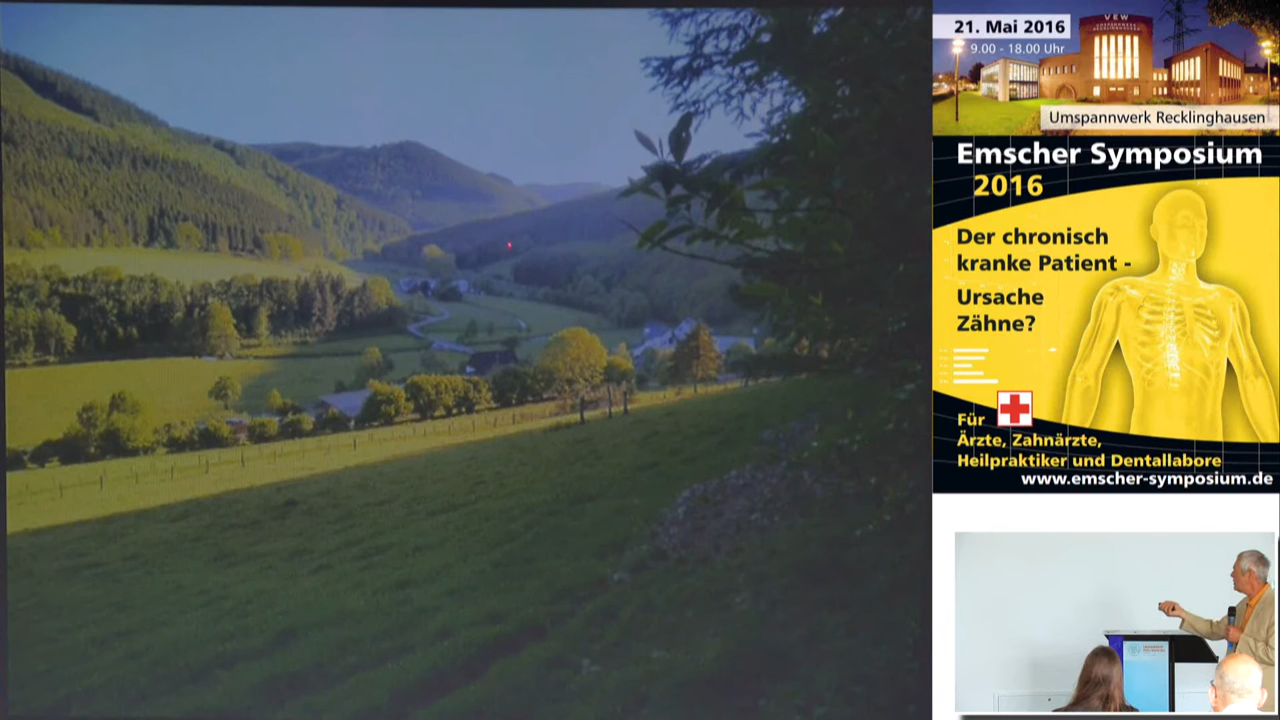 VEW
21. Mai 2016
9.00 - 18.00 Uhr
Umspannwerk Recklinghausen
Emscher Symposium
2016
Der chronisch
kranke Patient -
Ursache
Zähne?
Für
Ärzte, Zahnärzte,
Heilpraktiker und Dentallabore
www.emscher-symposium.de